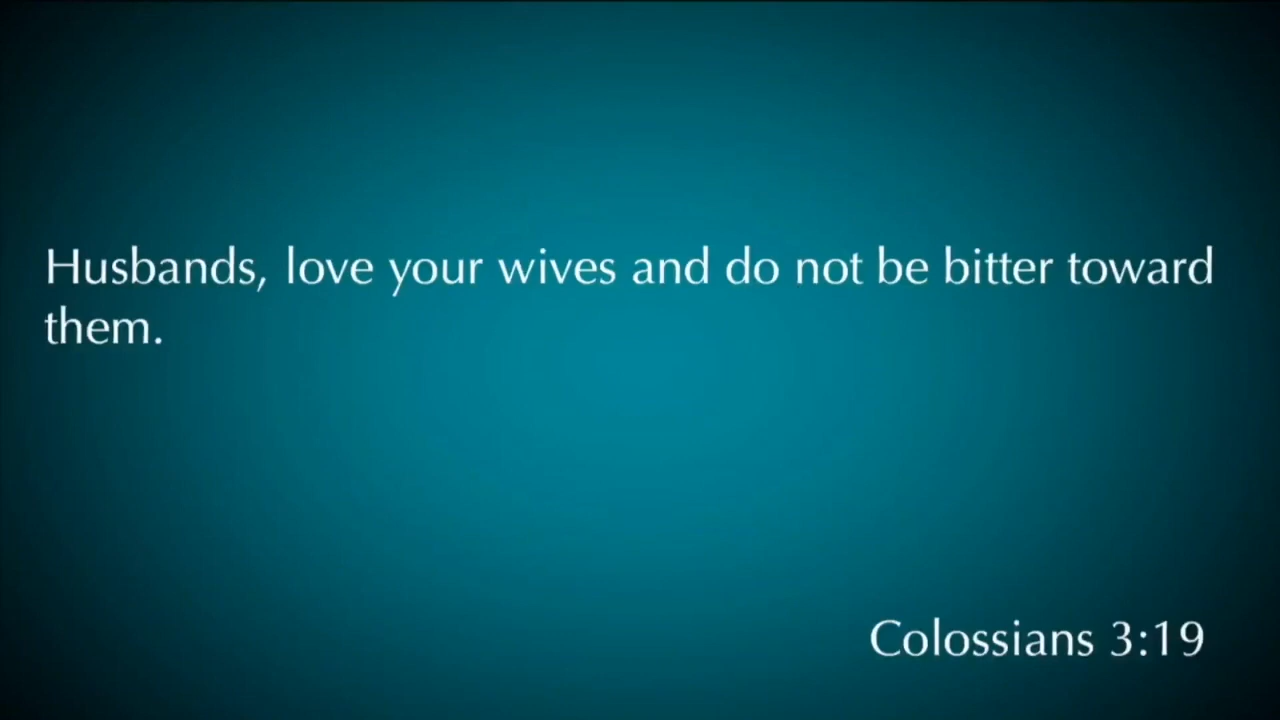 Husbands, love your wives and do not be bitter toward
them.
Colossians 3:19